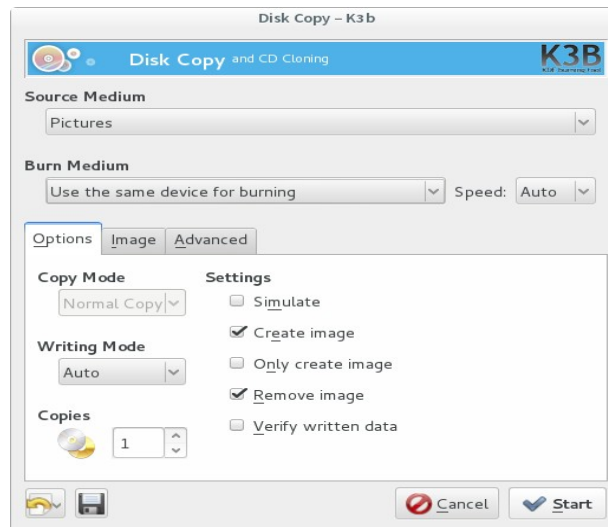 Disk Copy – K3b
Disk Copy and CD Cloning
K3B
Source Medium
Pictures
Burn Medium
Use the same device for burning
Speed: Auto
Options Image Advanced
Copy Mode
Normal Copy
Writing Mode
Auto
Copies
1
Settings
Simulate
Create image
Only create image
Remove image
Verify written data
Cancel Start